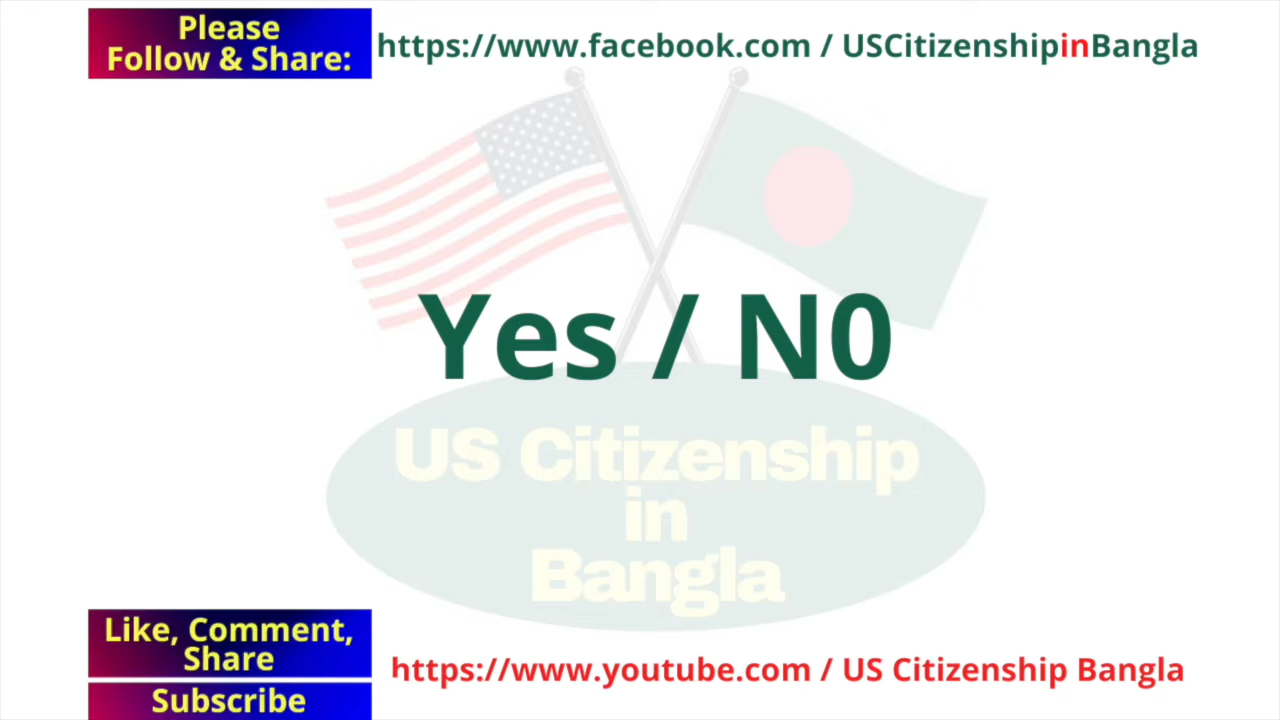 Please
Follow & Share:
https://www.facebook.com / USCitizenshipinBangla
Yes / N0
US Citizenship
in
Bangla
Like, Comment,
Share
Subscribe
https://www.youtube.com / US Citizenship Bangla